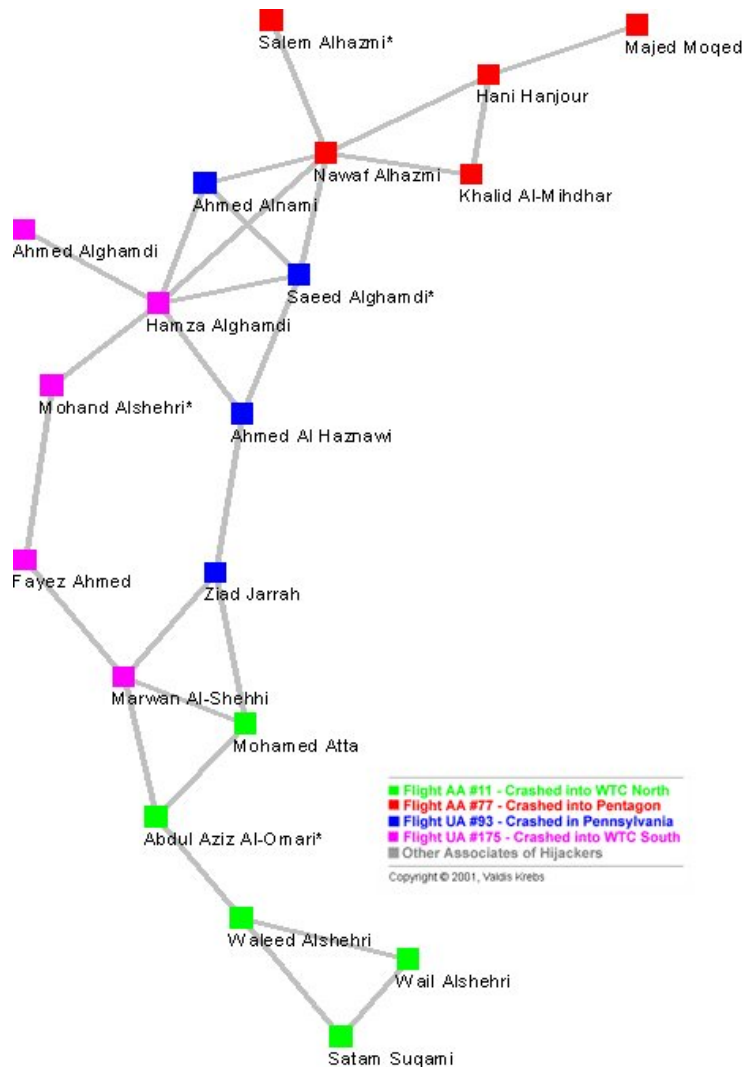 Salem Alhazmi*
Majed Moqed
Hani Hanjour
Nawaf Alhazmi
Khalid Al-Mihdhar
Ahmed Alnami
Ahmed Alghamdi
Saeed Alghamdi*
Hamza Alghamdi
Mohand Alshehri*
Ahmed Al Haznawi
Fayez Ahmed
Ziad Jarrah
Marwan Al-Shehhi
Mohamed Atta
Flight AA #11 - Crashed into WTC North
Flight AA #77 - Crashed into Pentagon
Flight UA #93 - Crashed in Pennsylvania
Flight UA #175 - Crashed into WTC South
Other Associates of Hijackers
Copyright © 2001, Valdis Krebs
Abdul Aziz Al-Omari*
Waleed Alshehri
Wail Alshehri
Satam Suqami